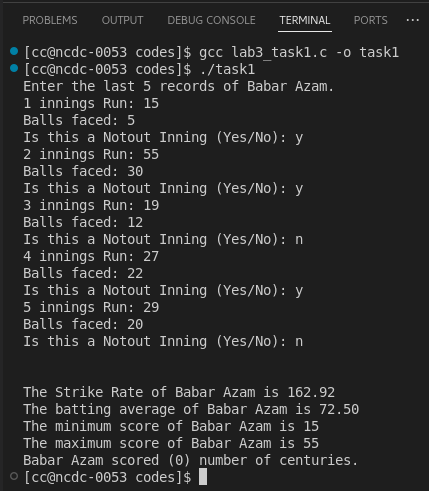 PROBLEMS OUTPUT DEBUG CONSOLE TERMINAL PORTS ...
[cc@ncdc-0053 codes]$ gcc lab3_task1.c -o task1
[cc@ncdc-0053 codes]$ ./task1
Enter the last 5 records of Babar Azam.
1 innings Run: 15
Balls faced: 5
Is this a Notout Inning (Yes/No): y
2 innings Run: 55
Balls faced: 30
Is this a Notout Inning (Yes/No): y
3 innings Run: 19
Balls faced: 12
Is this a Notout Inning (Yes/No): n
4 innings Run: 27
Balls faced: 22
Is this a Notout Inning (Yes/No): y
5 innings Run: 29
Balls faced: 20
Is this a Notout Inning (Yes/No): n
The Strike Rate of Babar Azam is 162.92
The batting average of Babar Azam is 72.50
The minimum score of Babar Azam is 15
The maximum score of Babar Azam is 55
Babar Azam scored (0) number of centuries.
[cc@ncdc-0053 codes]$